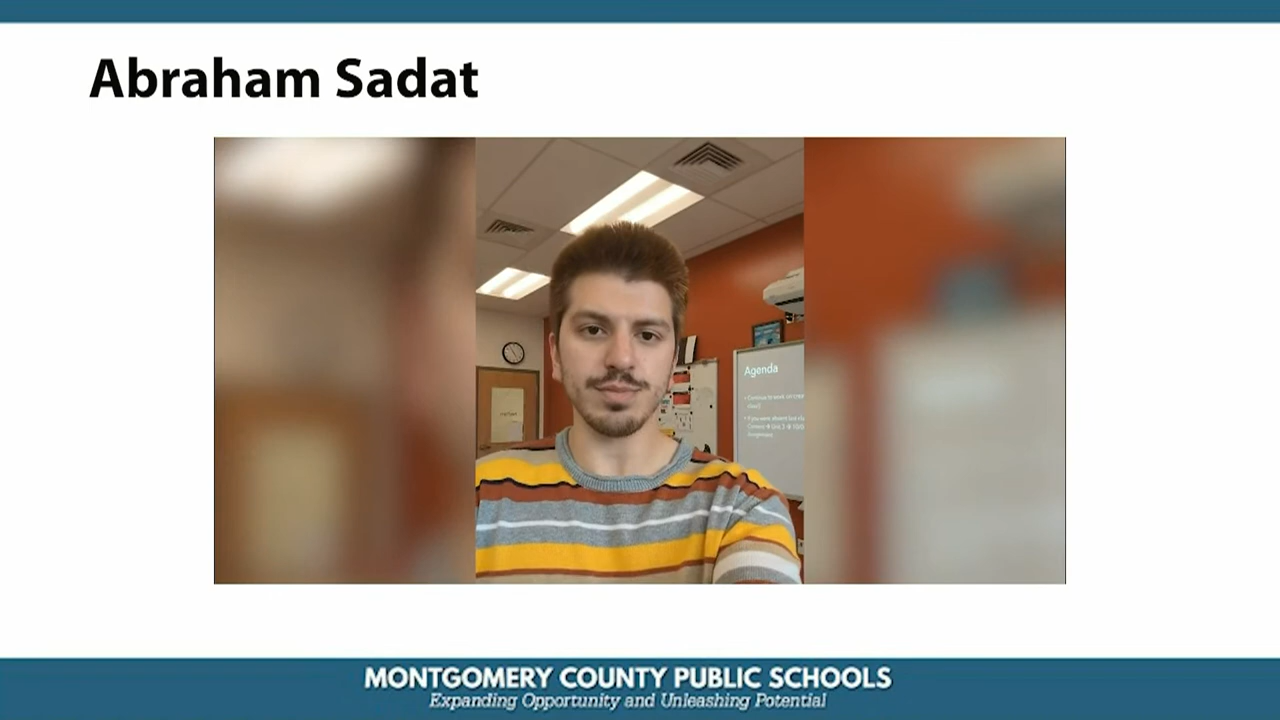 Abraham Sadat
Agenda
MONTGOMERY COUNTY PUBLIC SCHOOLS
Expanding Opportunity and Unleashing Potential